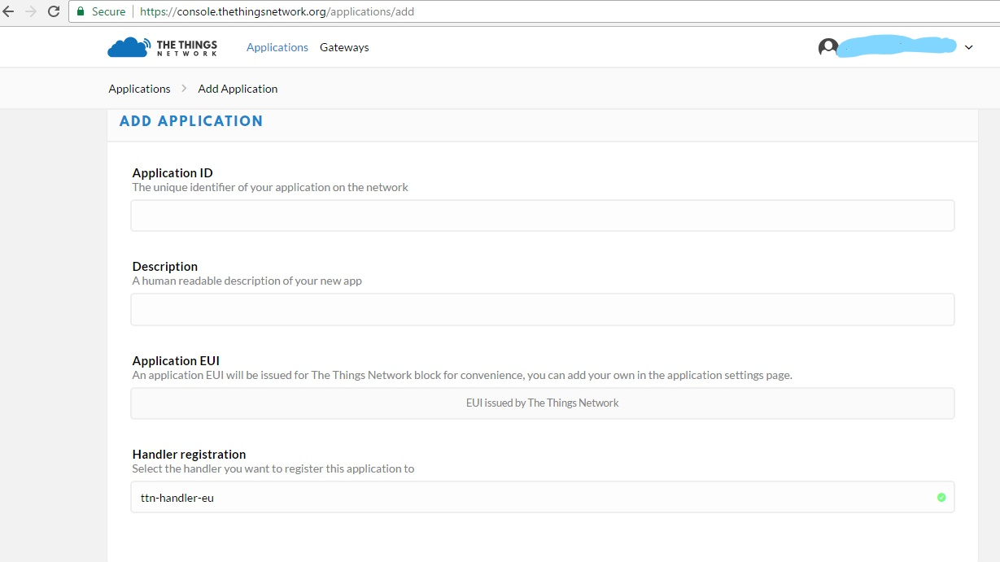 Secure https://console.thethingsnetwork.org/applications/add
THE THINGS
NETWORK
Applications Gateways
Applications Add Application
ADD APPLICATION
Application ID
The unique identifier of your application on the network
Description
A human readable description of your new app
Application EUI
An application EUI will be issued for The Things Network block for convenience, you can add your own in the application settings page.
EUI issued by The Things Network
Handler registration
Select the handler you want to register this application to
ttn-handler-eu